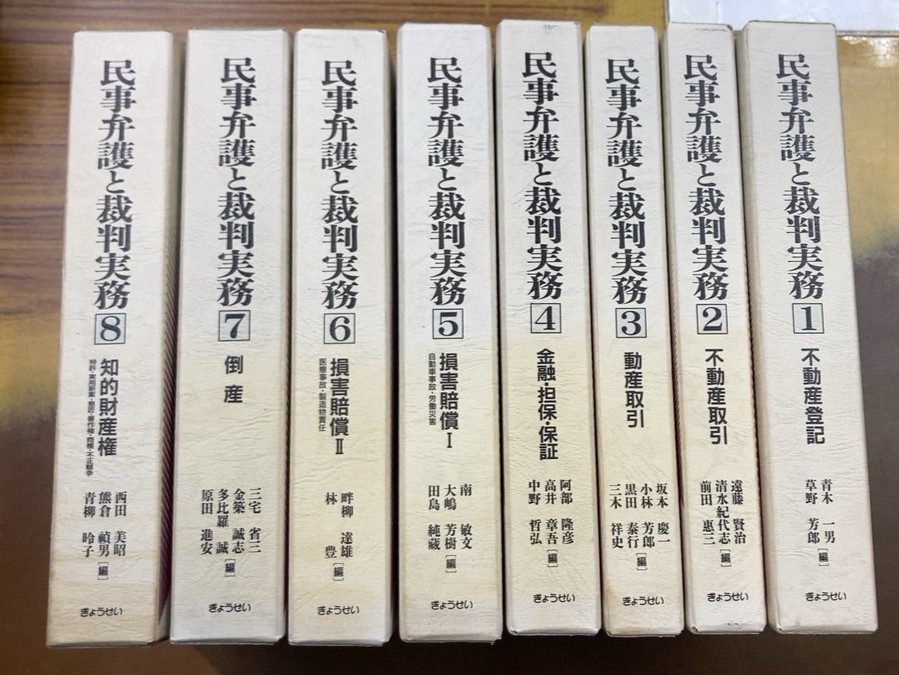 民事弁護と裁判実務
1
不動産登記
青木 一男
草野 芳郎
[編]
ぎょうせい
民事弁護と裁判実務
2
不動産取引
遠藤 賢治
清水紀代志
前田 惠三
[編]
ぎょうせい
民事弁護と裁判実務
3
動産取引
坂本 慶一
小林 芳郎
黒田 泰行
三木 祥史
[編]
ぎょうせい
民事弁護と裁判実務
4
金融・担保・保証
阿部 隆彦
高井 章吾
中野 哲弘
[編]
ぎょうせい
民事弁護と裁判実務
5
損害賠償Ⅰ
自動車事故・労働災害
南 敏文
大嶋 芳樹
田島 純蔵
[編]
ぎょうせい
民事弁護と裁判実務
6
損害賠償Ⅱ
医療事故・製造物責任
畔柳 達雄
林 豊
[編]
ぎょうせい
民事弁護と裁判実務
7
倒産
三宅 省三
金築 誠志
多比羅 誠
原田 進安
[編]
ぎょうせい
民事弁護と裁判実務
8
知的財産権
特許・実用新案・意匠・著作権・商標・不正競争
西田 美昭
熊倉 禎男
青柳 昤子
[編]
ぎょうせい